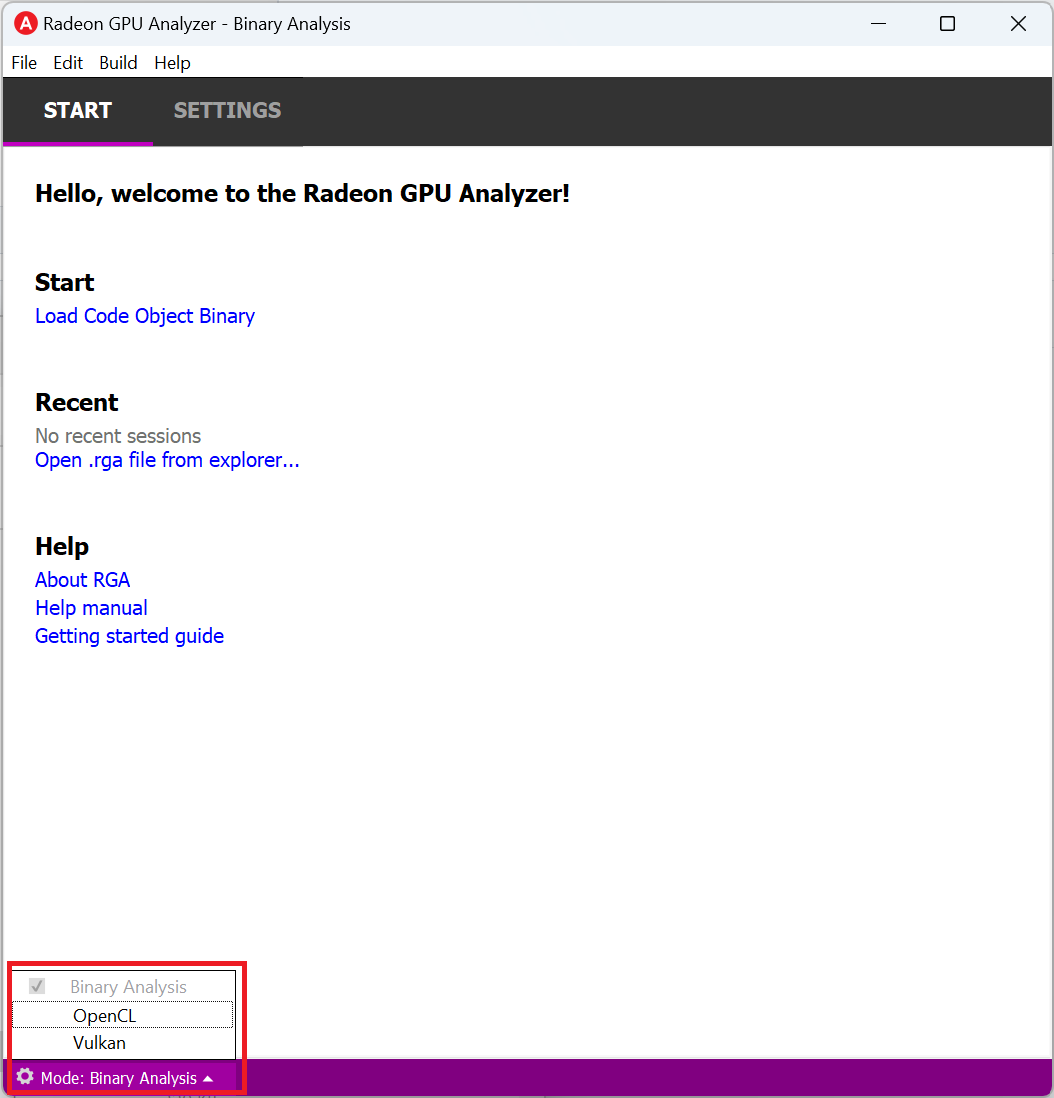 Radeon GPU Analyzer - Binary Analysis
File Edit Build Help
START SETTINGS
Hello, welcome to the Radeon GPU Analyzer!
Start
Load Code Object Binary
Recent
No recent sessions
Open .rga file from explorer...
Help
About RGA
Help manual
Getting started guide
Binary Analysis
OpenCL
Vulkan
Mode: Binary Analysis